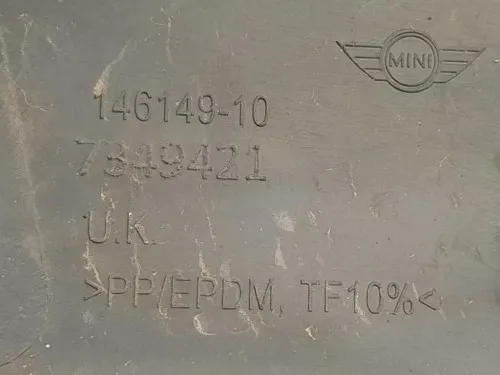 MINI
146149-10
7349421
U.K.
>PP/EPDM, TF10%<